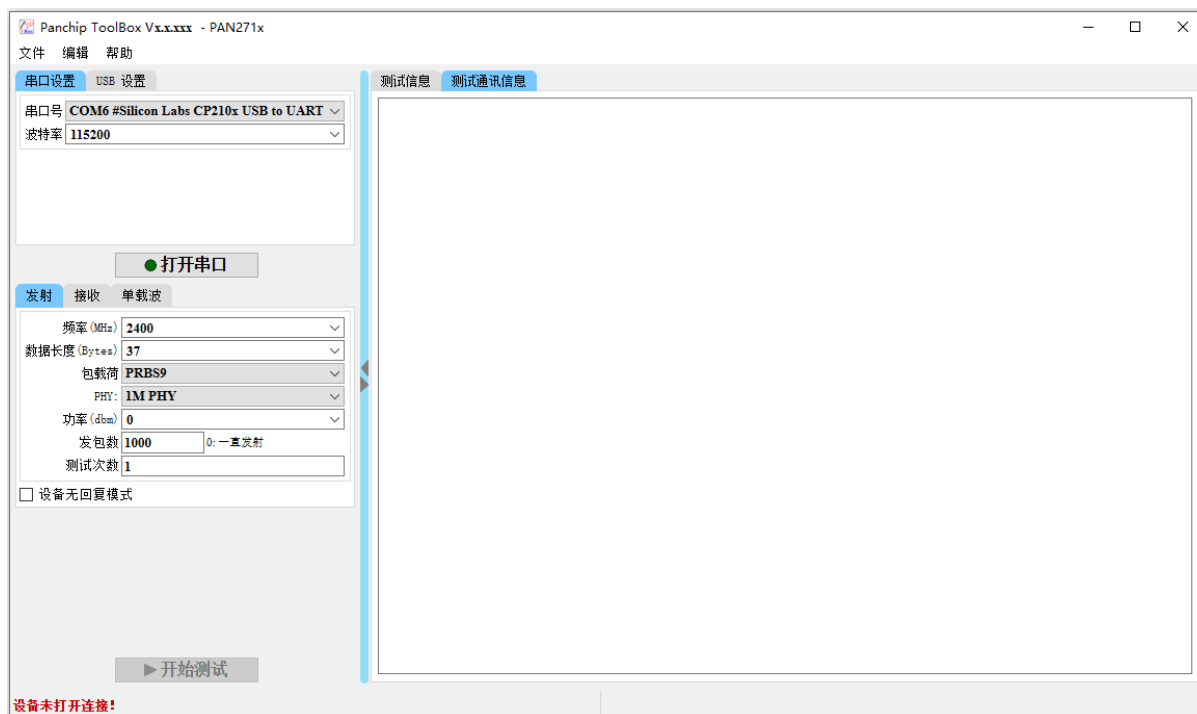 Panchip ToolBox Vx.x.xxx - PAN271x
文件 编辑 帮助
串口设置 USB 设置
串口号 COM6 #Silicon Labs CP210x USB to UART
波特率 115200
打开串口
发射 接收 单载波
频率(MHz) 2400
数据长度(Bytes) 37
包载荷 PRBS9
PHY: 1M PHY
功率(dbm) 0
发包数 1000 0: 一直发射
测试次数 1
设备无回复模式
开始测试
测试信息 测试通讯信息
设备未打开连接!